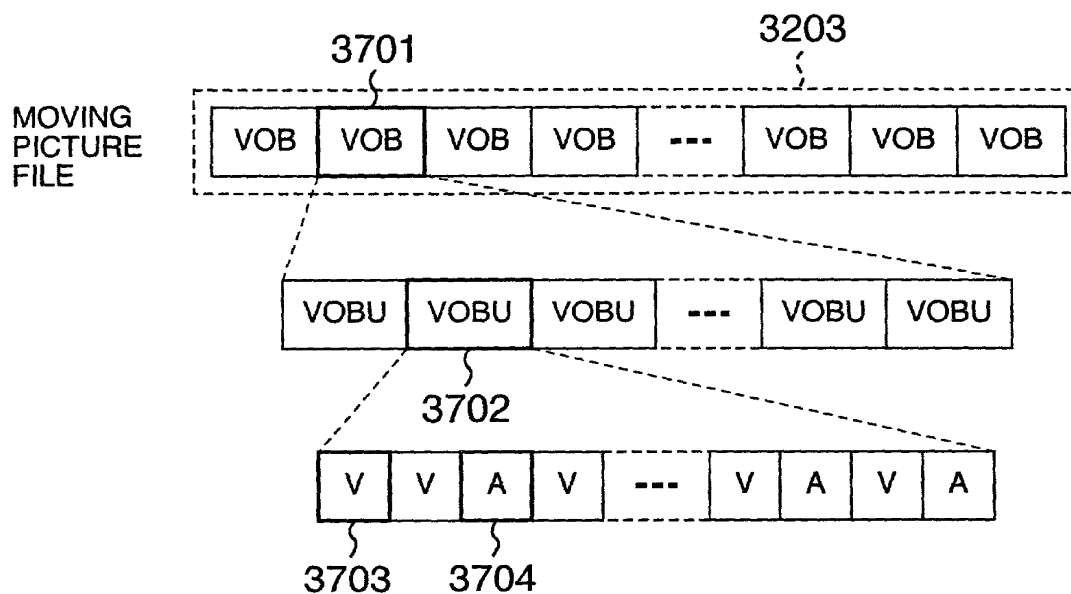 3701
3203
MOVING
PICTURE
FILE
VOB VOB VOB VOB --- VOB VOB VOB
VOBU VOBU VOBU --- VOBU VOBU
3702
V V A V --- V A V A
3703 3704